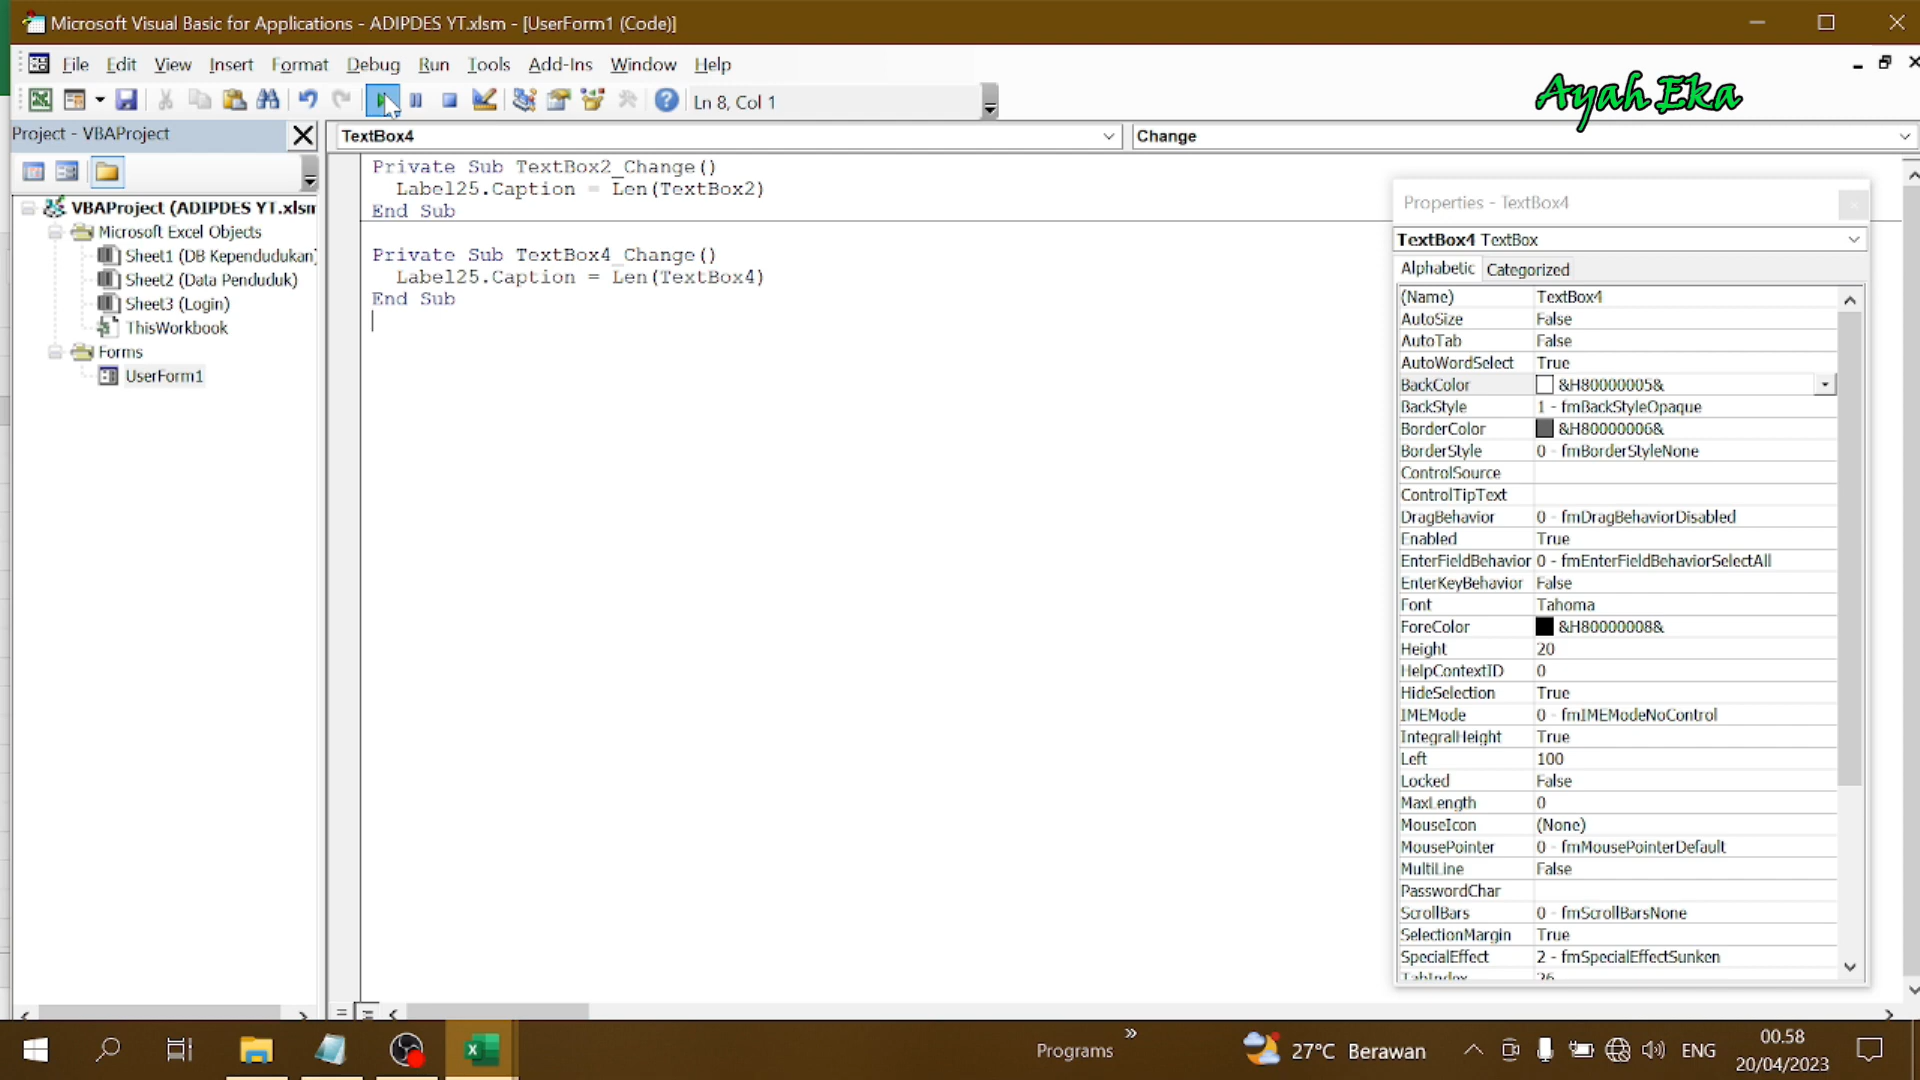 Microsoft Visual Basic for Applications - ADIPDES YT.xlsm - [UserForm1 (Code)]
File Edit View Insert Format Debug Run Tools Add-Ins Window Help
Ayah Eka
Ln 8, Col 1
Project - VBAProject
TextBox4
Change
VBAProject (ADIPDES YT.xlsm
Microsoft Excel Objects
Sheet1 (DB Kependudukan)
Sheet2 (Data Penduduk)
Sheet3 (Login)
ThisWorkbook
Forms
UserForm1
Private Sub TextBox2_Change()
Label25.Caption = Len(TextBox2)
End Sub
Private Sub TextBox4_Change()
Label25.Caption = Len(TextBox4)
End Sub
Properties - TextBox4
TextBox4 TextBox
Alphabetic Categorized
(Name) TextBox4
AutoSize False
AutoTab False
AutoWordSelect True
BackColor &H80000005&
BackStyle 1 - fmBackStyleOpaque
BorderColor &H80000006&
BorderStyle 0 - fmBorderStyleNone
ControlSource
ControlTipText
DragBehavior 0 - fmDragBehaviorDisabled
Enabled True
EnterFieldBehavior 0 - fmEnterFieldBehaviorSelectAll
EnterKeyBehavior False
Font Tahoma
ForeColor &H80000008&
Height 20
HelpContextID 0
HideSelection True
IMEMode 0 - fmIMEModeNoControl
IntegralHeight True
Left 100
Locked False
MaxLength 0
MouseIcon (None)
MousePointer 0 - fmMousePointerDefault
MultiLine False
PasswordChar
ScrollBars 0 - fmScrollBarsNone
SelectionMargin True
SpecialEffect 2 - fmSpecialEffectSunken
TabIndex 26
Programs
27°C Berawan
ENG
00.58
20/04/2023